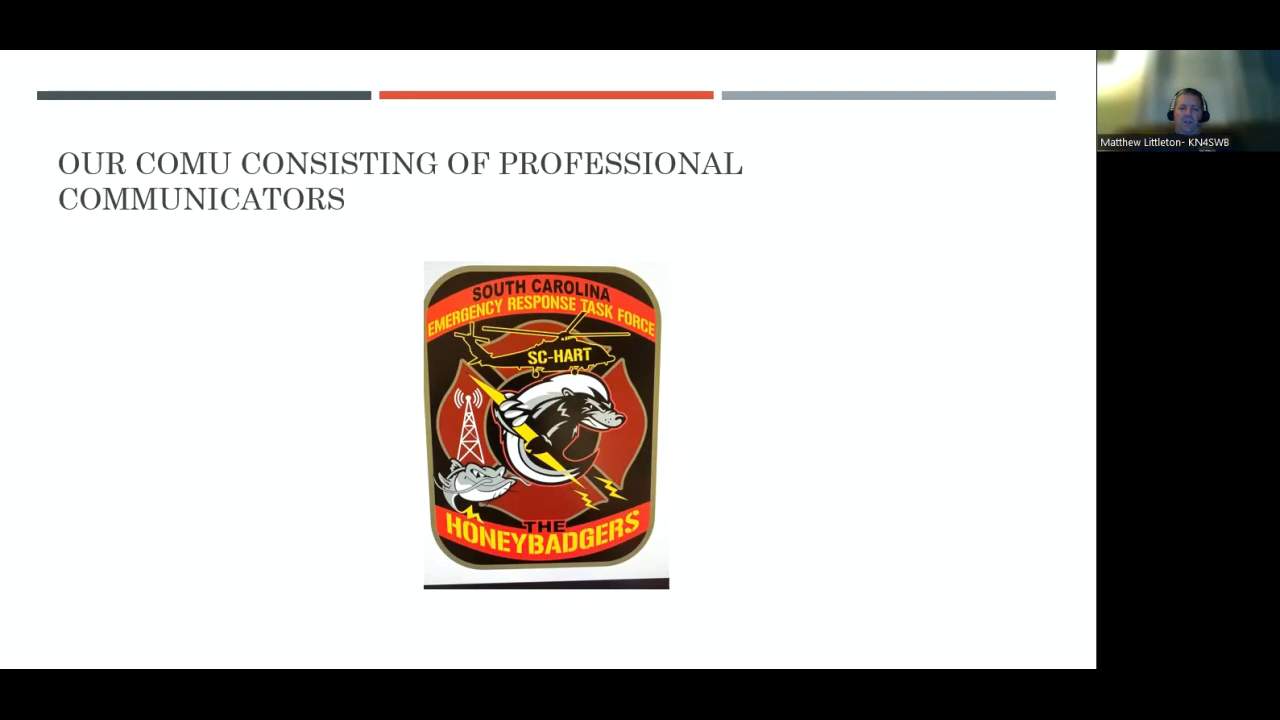 OUR COMU CONSISTING OF PROFESSIONAL
COMMUNICATORS
Matthew Littleton- KN4SWB
SOUTH CAROLINA
EMERGENCY RESPONSE TASK FORCE
SC-HART
THE
HONEYBADGERS